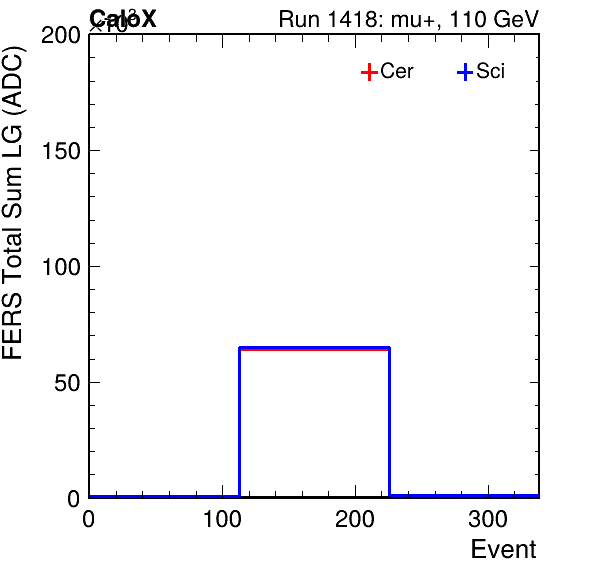 CaloX Run 1418: mu+, 110 GeV
×10³
FERS Total Sum LG (ADC)
Cer Sci
200
150
100
50
0
0 100 200 300
Event